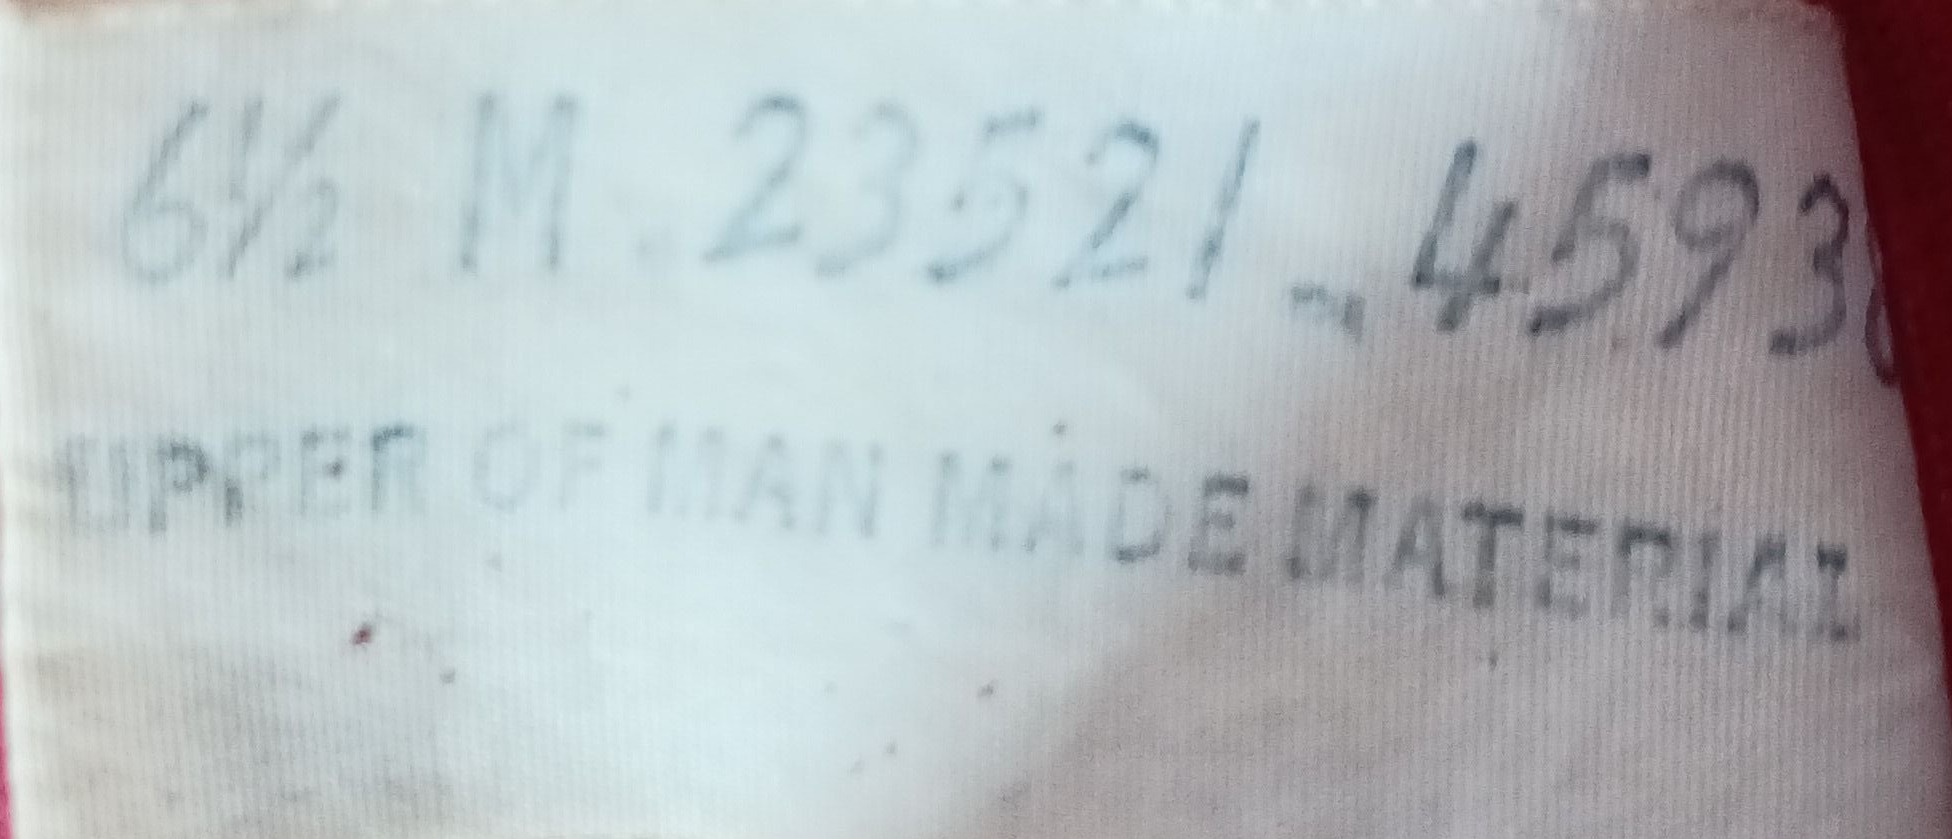 6½ M 23521 - 4593
UPPER OF MAN MADE MATERIAL